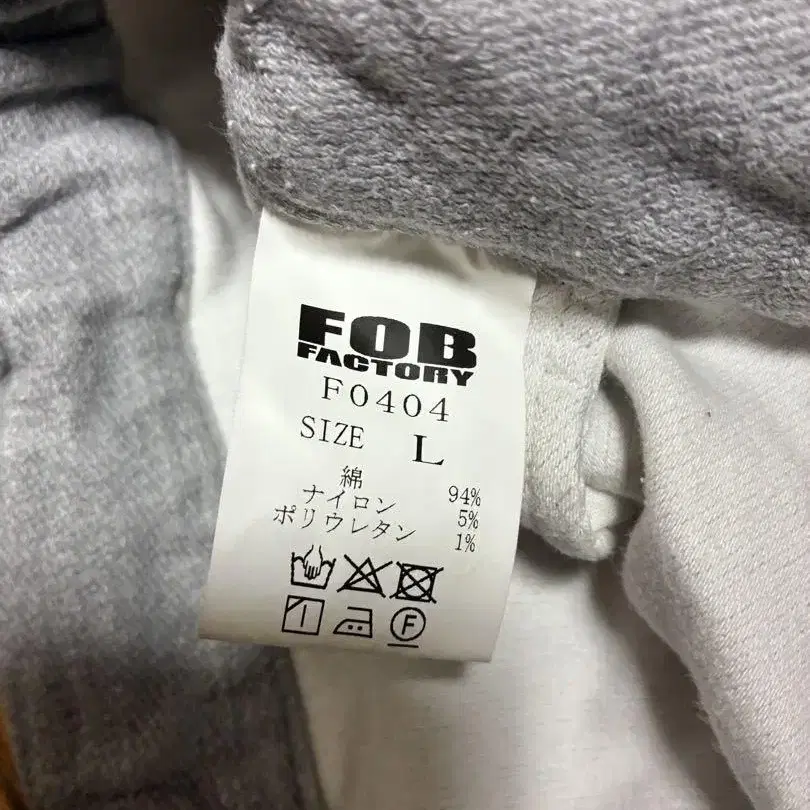 FOB
FACTORY
F0404
SIZE L
綿 94%
ナイロン 5%
ポリウレタン 1%
F